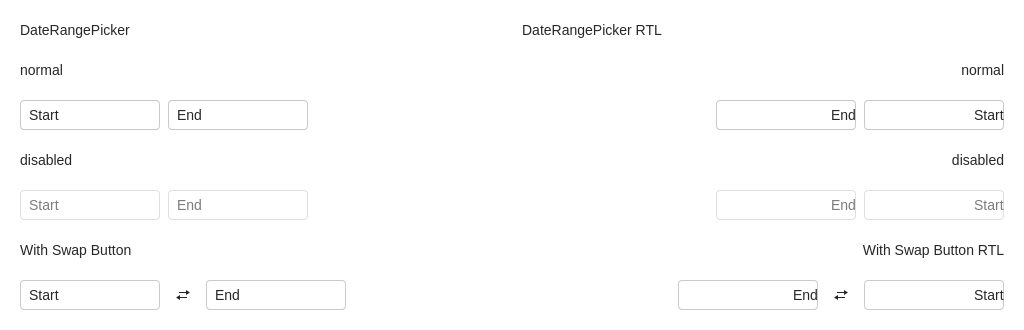 DateRangePicker
normal
Start End
disabled
Start End
With Swap Button
Start End
DateRangePicker RTL
normal
End Start
disabled
End Start
With Swap Button RTL
End Start